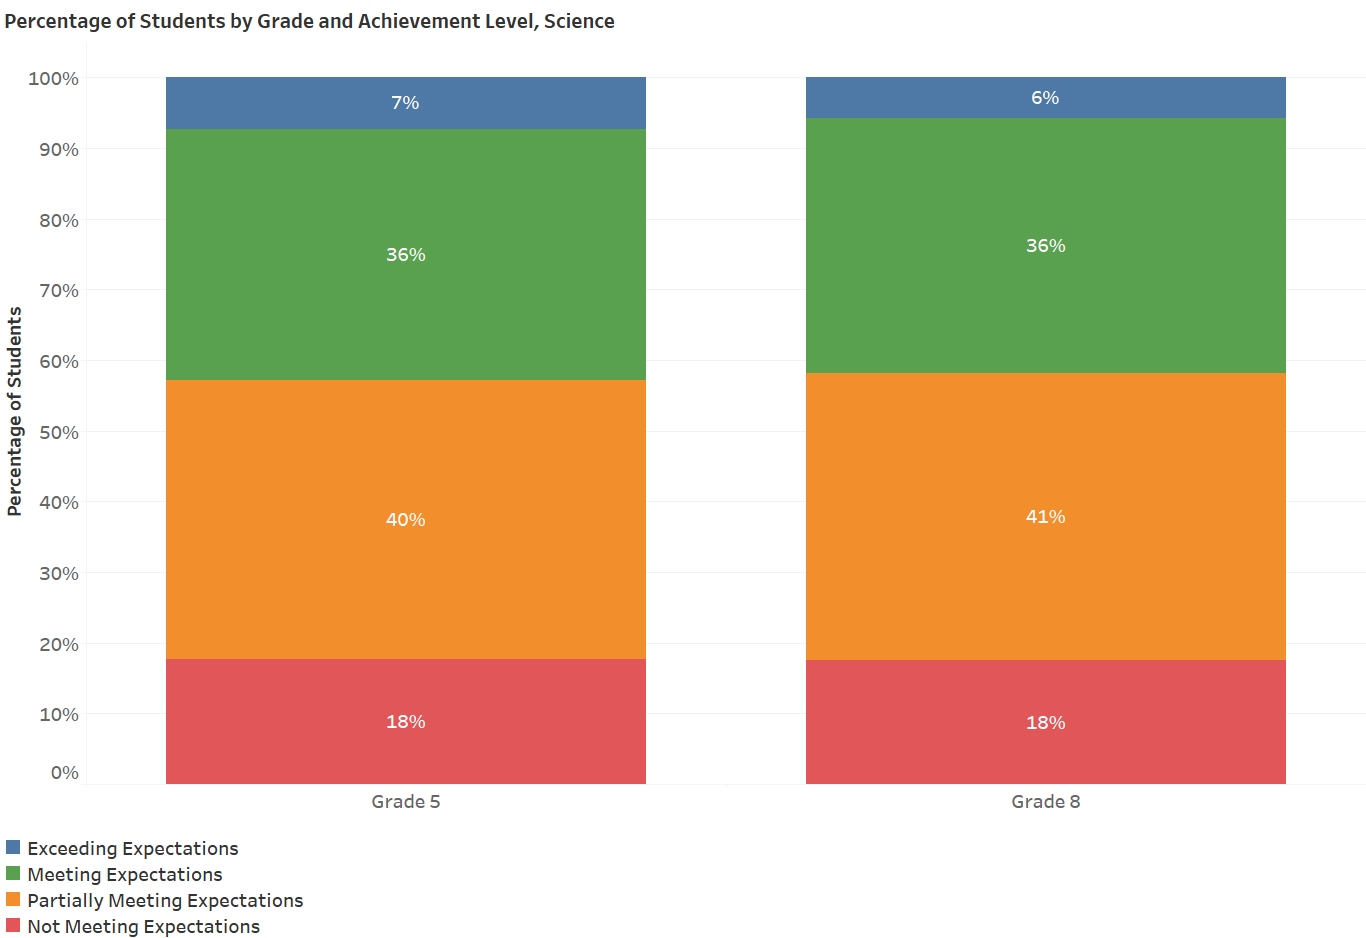 Percentage of Students by Grade and Achievement Level, Science
Percentage of Students
100%
90%
80%
70%
60%
50%
40%
30%
20%
10%
0%
7%
36%
40%
18%
6%
36%
41%
18%
Grade 5
Grade 8
Exceeding Expectations
Meeting Expectations
Partially Meeting Expectations
Not Meeting Expectations